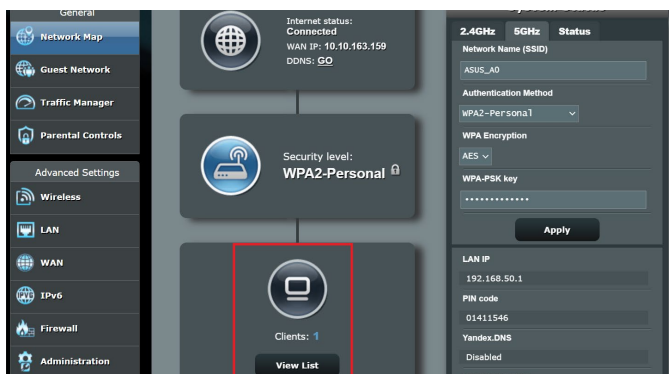 General
Network Map
Guest Network
Traffic Manager
Parental Controls
Advanced Settings
Wireless
LAN
WAN
IPv6
Firewall
Administration
Internet status:
Connected
WAN IP: 10.10.163.159
DDNS: GO
Security level:
WPA2-Personal
Clients: 1
View List
2.4GHz 5GHz Status
Network Name (SSID)
ASUS_A0
Authentication Method
WPA2-Personal
WPA Encryption
AES
WPA-PSK key
•••••••••••••
Apply
LAN IP
192.168.50.1
PIN code
01411546
Yandex.DNS
Disabled